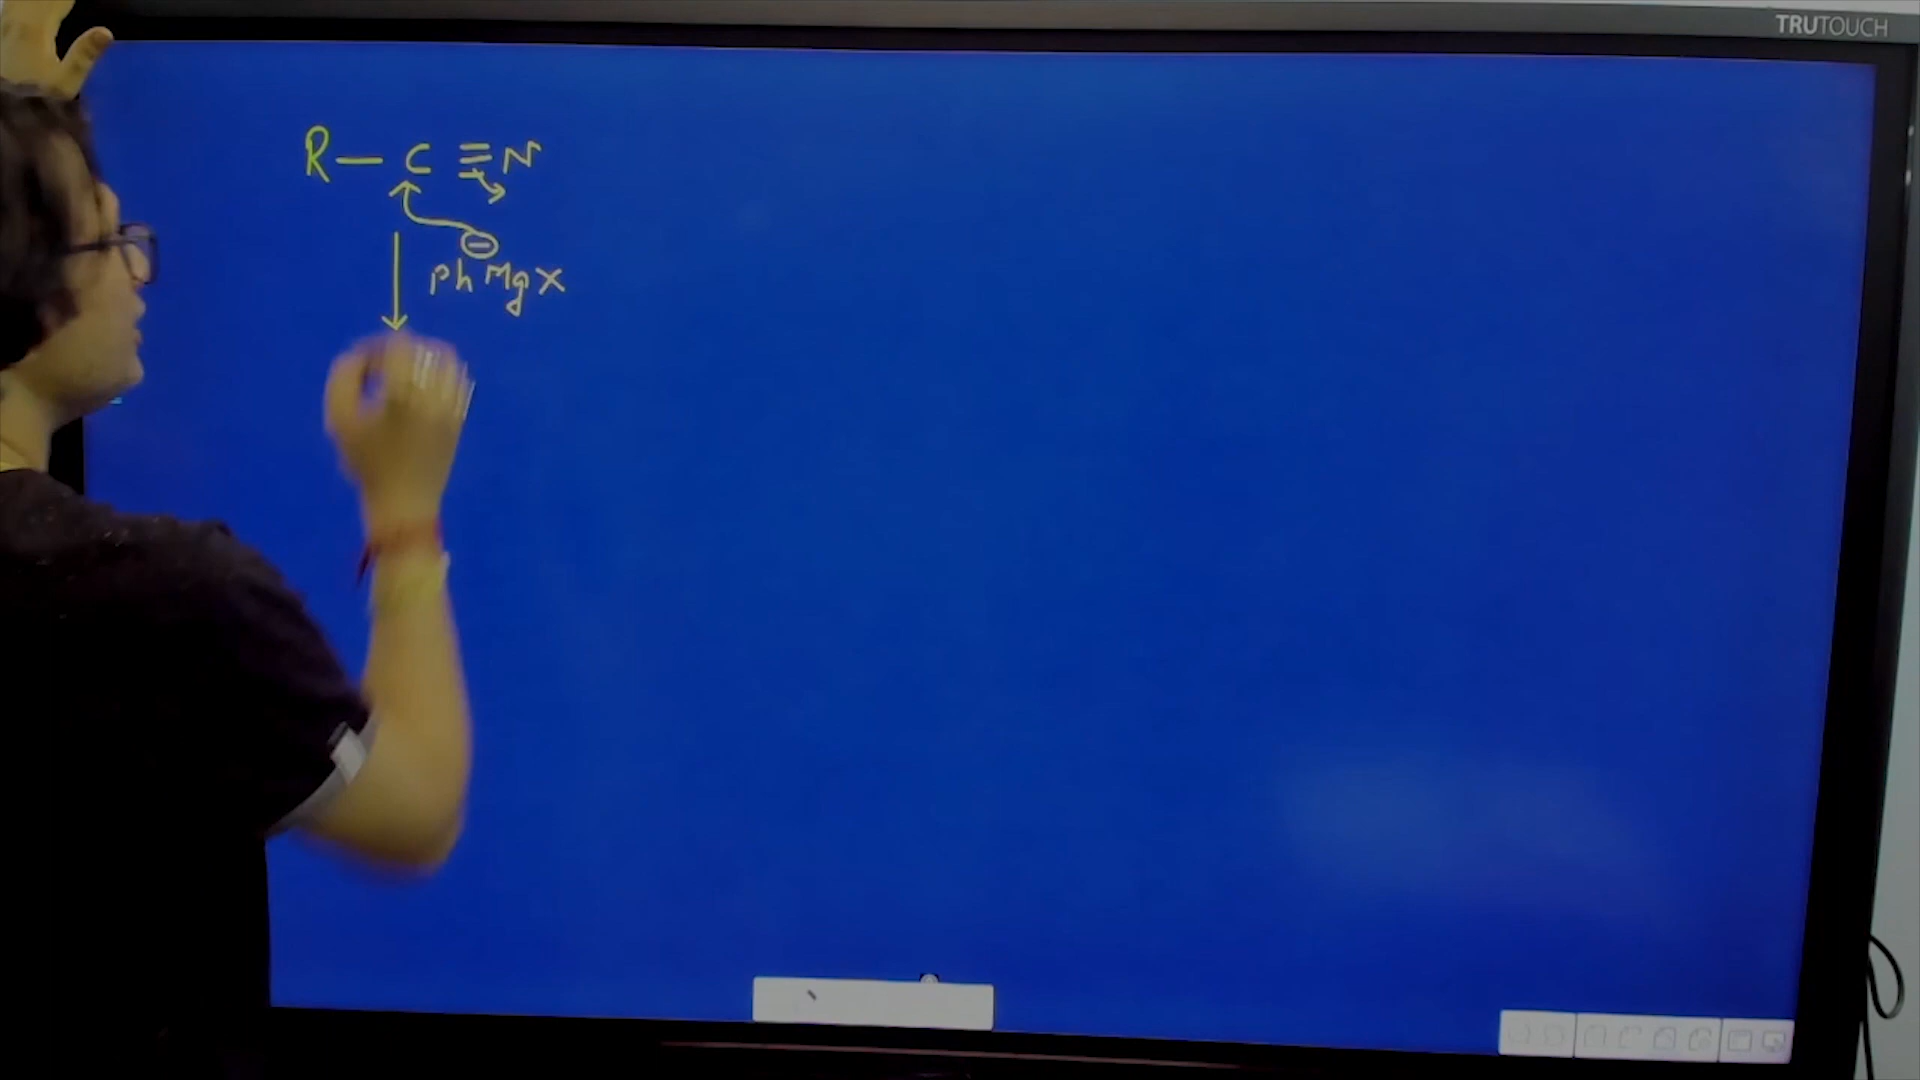 TRUTOUCH
R — C ≡ N
⊖
Ph Mg X